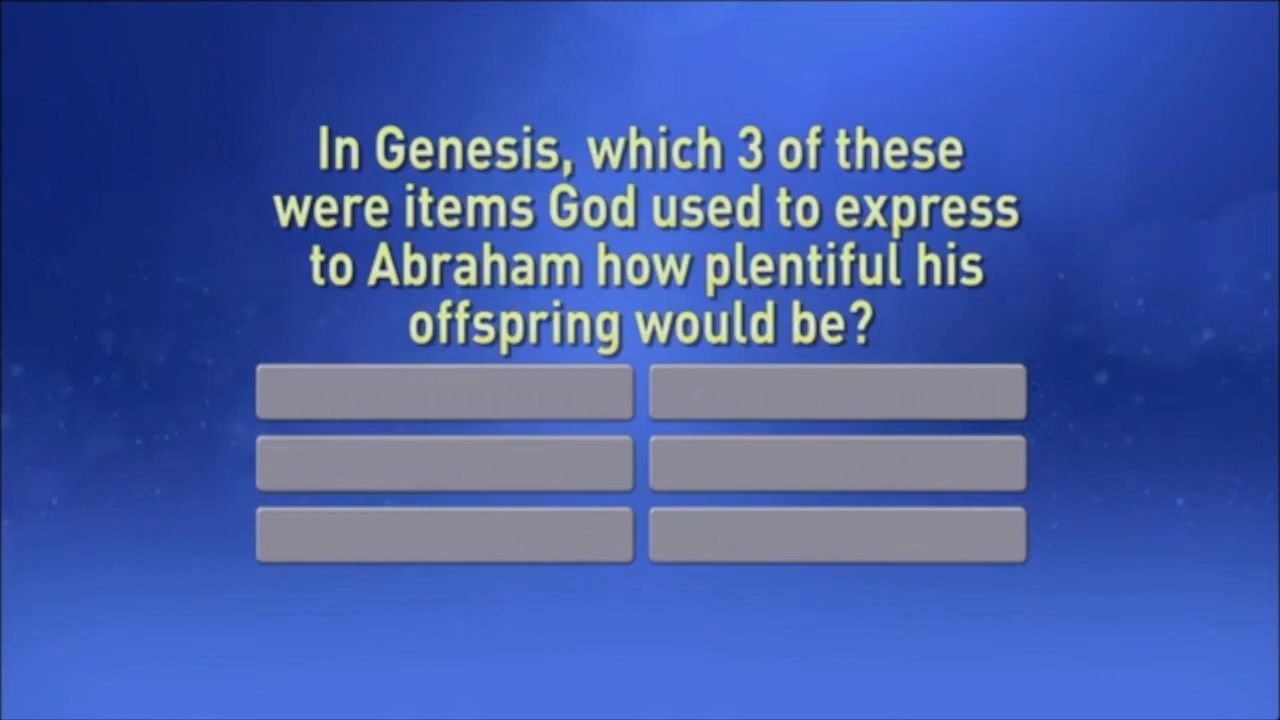 In Genesis, which 3 of these
were items God used to express
to Abraham how plentiful his
offspring would be?